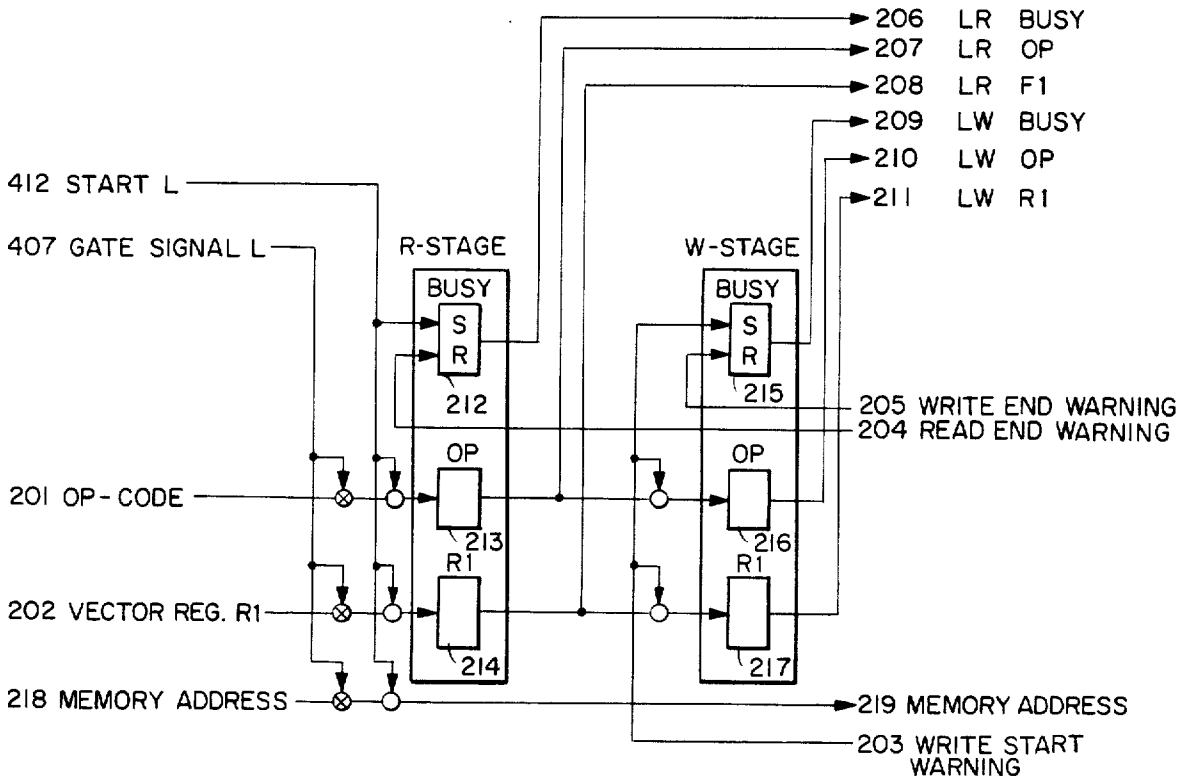 206 LR BUSY
207 LR OP
208 LR F1
209 LW BUSY
210 LW OP
211 LW R1
412 START L
407 GATE SIGNAL L
R-STAGE
W-STAGE
BUSY
S
R
212
BUSY
S
R
215
205 WRITE END WARNING
204 READ END WARNING
OP
213
OP
216
201 OP-CODE
R1
214
R1
217
202 VECTOR REG. R1
218 MEMORY ADDRESS
219 MEMORY ADDRESS
203 WRITE START
WARNING